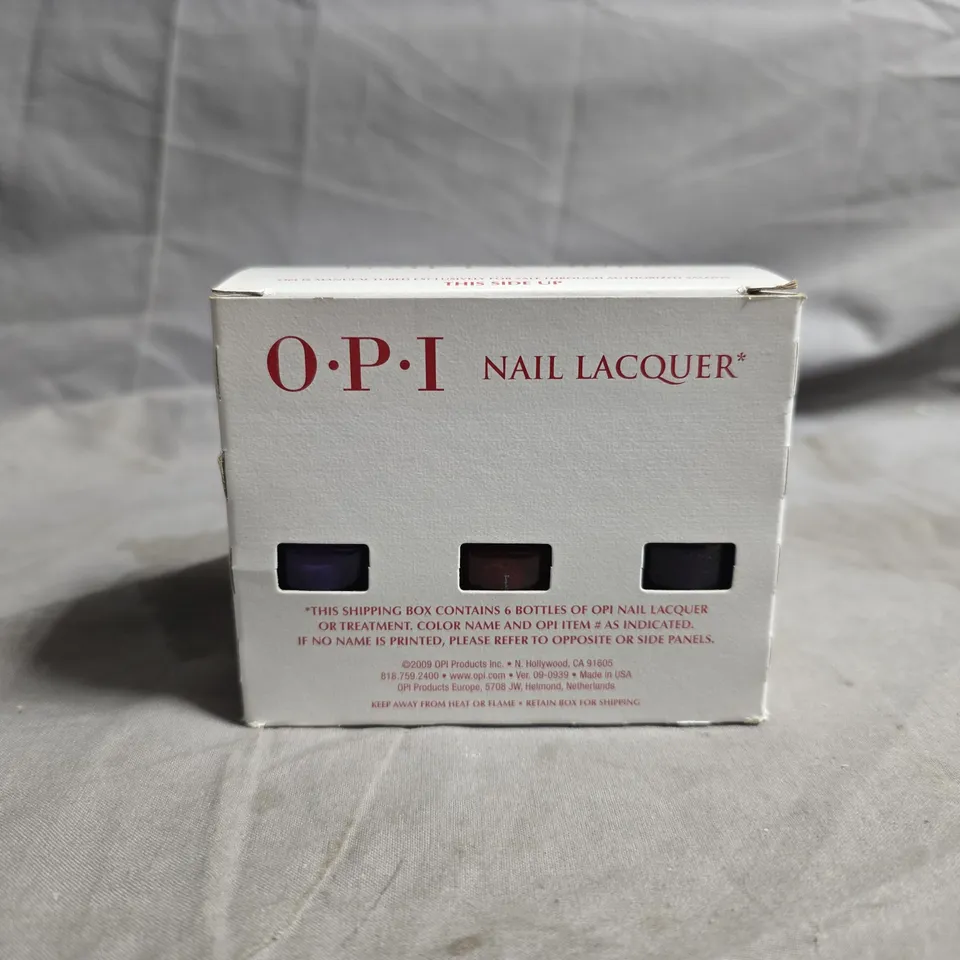 THIS SIDE UP
O·P·I NAIL LACQUER*
*THIS SHIPPING BOX CONTAINS 6 BOTTLES OF OPI NAIL LACQUER
OR TREATMENT. COLOR NAME AND OPI ITEM # AS INDICATED.
IF NO NAME IS PRINTED, PLEASE REFER TO OPPOSITE OR SIDE PANELS.
©2009 OPI Products Inc. • N. Hollywood, CA 91605
818.759.2400 • www.opi.com • Ver. 09-0939 • Made in USA
OPI Products Europe, 5708 JW, Helmond, Netherlands
KEEP AWAY FROM HEAT OR FLAME • RETAIN BOX FOR SHIPPING